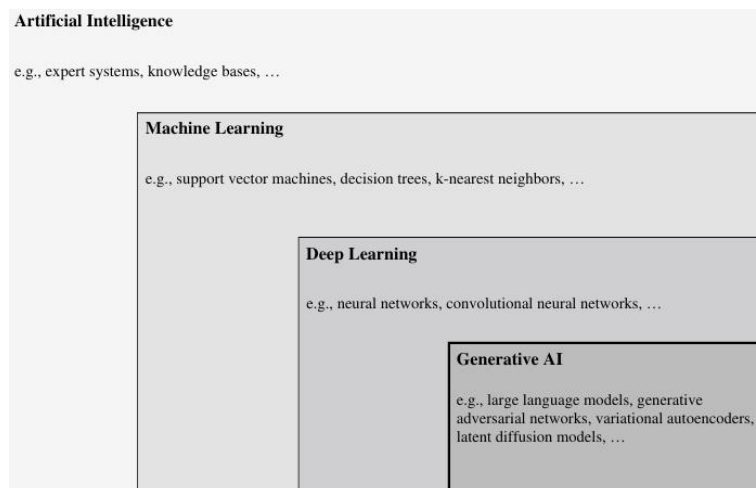 Artificial Intelligence
e.g., expert systems, knowledge bases, …
Machine Learning
e.g., support vector machines, decision trees, k-nearest neighbors, …
Deep Learning
e.g., neural networks, convolutional neural networks, …
Generative AI
e.g., large language models, generative
adversarial networks, variational autoencoders,
latent diffusion models, …